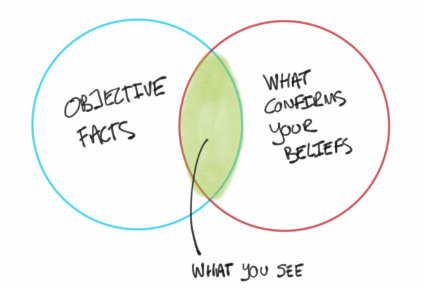 OBJECTIVE
FACTS
WHAT
CONFIRMS
YOUR
BELIEFS
WHAT YOU SEE